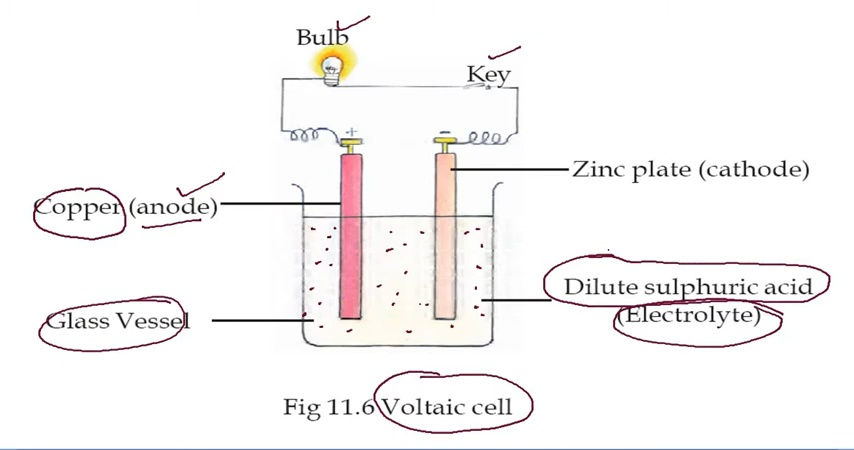 Bulb
Key
+
-
Zinc plate (cathode)
Copper (anode)
Dilute sulphuric acid
(Electrolyte)
Glass Vessel
Fig 11.6 Voltaic cell